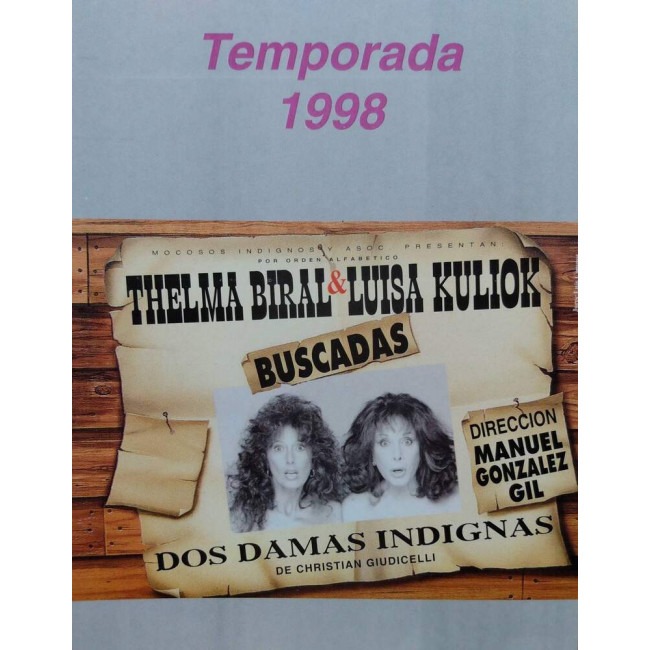 Temporada
1998
MOCOSOS INDIGNOS Y ASOC. PRESENTAN
POR ORDEN ALFABETICO
THELMA BIRAL & LUISA KULIOK
BUSCADAS
DIRECCION
MANUEL
GONZALEZ
GIL
DOS DAMAS INDIGNAS
DE CHRISTIAN GIUDICELLI